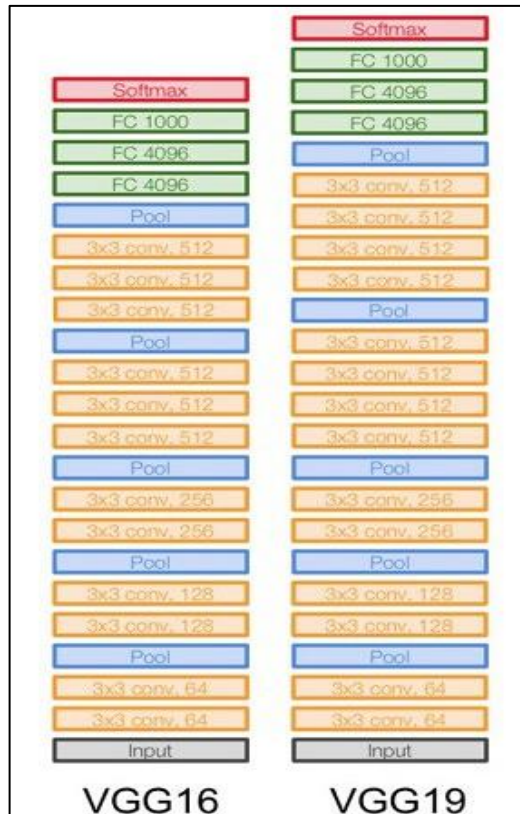 Softmax
FC 1000
FC 4096
FC 4096
Pool
3x3 conv, 512
3x3 conv, 512
3x3 conv, 512
Pool
3x3 conv, 512
3x3 conv, 512
3x3 conv, 512
Pool
3x3 conv, 256
3x3 conv, 256
Pool
3x3 conv, 128
3x3 conv, 128
Pool
3x3 conv, 64
3x3 conv, 64
Input
VGG16
Softmax
FC 1000
FC 4096
FC 4096
Pool
3x3 conv, 512
3x3 conv, 512
3x3 conv, 512
3x3 conv, 512
Pool
3x3 conv, 512
3x3 conv, 512
3x3 conv, 512
3x3 conv, 512
Pool
3x3 conv, 256
3x3 conv, 256
Pool
3x3 conv, 128
3x3 conv, 128
Pool
3x3 conv, 64
3x3 conv, 64
Input
VGG19